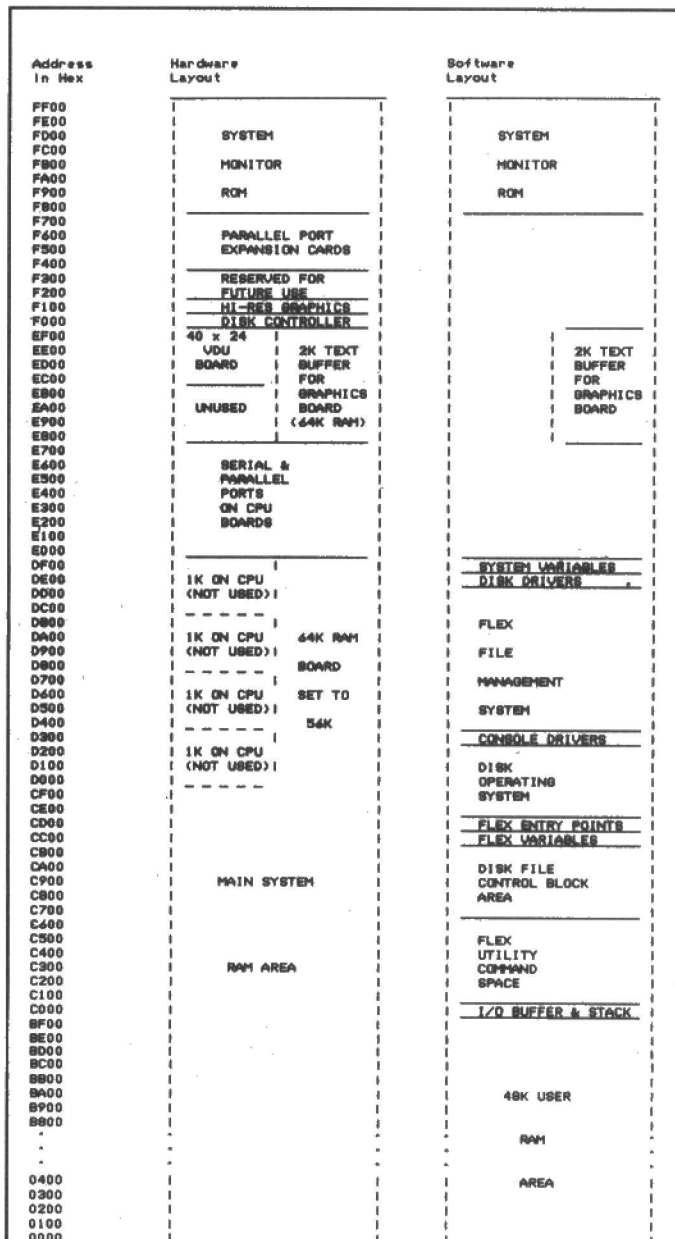 Address Hardware Software
In Hex Layout Layout
FF00
FE00
FD00 SYSTEM SYSTEM
FC00
FB00 MONITOR MONITOR
FA00
F900 ROM ROM
F800
F700
F600 PARALLEL PORT
F500 EXPANSION CARDS
F400
F300 RESERVED FOR
F200 FUTURE USE
F100 HI-RES GRAPHICS
F000 DISK CONTROLLER
EF00 40 x 24
EE00 VDU 2K TEXT 2K TEXT
ED00 BOARD BUFFER BUFFER
EC00 FOR FOR
EB00 GRAPHICS GRAPHICS
EA00 UNUSED BOARD BOARD
E900 (64K RAM)
E800
E700
E600 SERIAL &
E500 PARALLEL
E400 PORTS
E300 ON CPU
E200 BOARDS
E100
E000
DF00 SYSTEM VARIABLES
DE00 1K ON CPU DISK DRIVERS
DD00 (NOT USED)
DC00
DB00 FLEX
DA00 1K ON CPU 64K RAM
D900 (NOT USED) FILE
D800 BOARD
D700 MANAGEMENT
D600 1K ON CPU SET TO
D500 (NOT USED) SYSTEM
D400 56K
D300 CONSOLE DRIVERS
D200 1K ON CPU
D100 (NOT USED) DISK
D000 OPERATING
CF00 SYSTEM
CE00
CD00 FLEX ENTRY POINTS
CC00 FLEX VARIABLES
CB00
CA00 DISK FILE
C900 MAIN SYSTEM CONTROL BLOCK
C800 AREA
C700
C600
C500 FLEX
C400 UTILITY
C300 RAM AREA COMMAND
C200 SPACE
C100
C000 I/O BUFFER & STACK
BF00
BE00
BD00
BC00
BB00
BA00 48K USER
B900
B800
RAM
0400 AREA
0300
0200
0100
0000